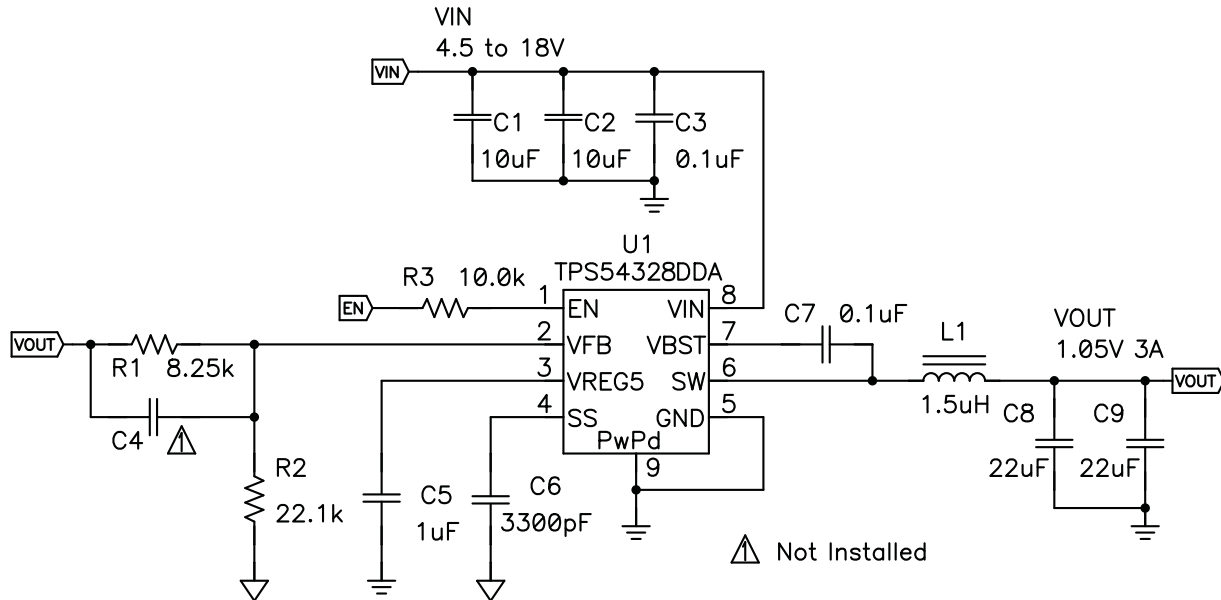 VIN
4.5 to 18V
VIN
C1
C2
C3
10uF
10uF
0.1uF
U1
TPS54328DDA
R3 10.0k
EN
1
EN
VIN
8
C7
0.1uF
VOUT
R1
8.25k
2
VFB
VBST
7
L1
VOUT
1.05V 3A
3
VREG5
SW
6
1.5uH
VOUT
C4
1
4
SS
GND
5
C8
C9
PwPd
9
22uF
22uF
R2
22.1k
C5
1uF
C6
3300pF
1 Not Installed